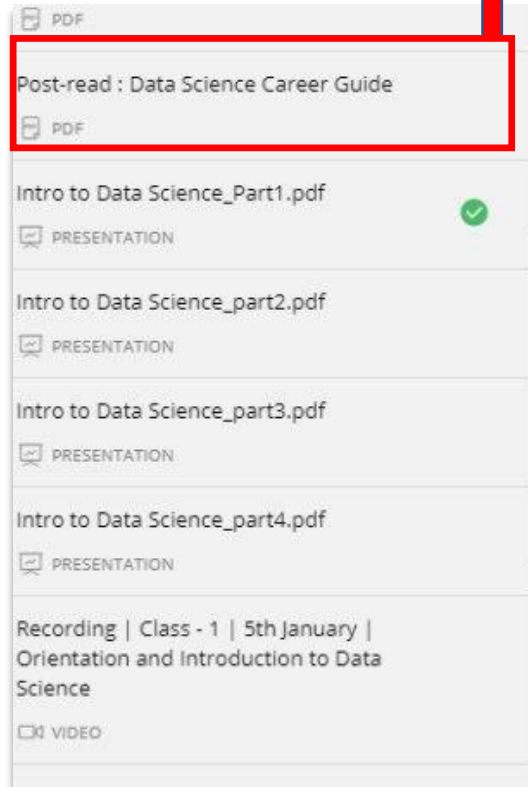 PDF
Post-read : Data Science Career Guide
PDF
Intro to Data Science_Part1.pdf
PRESENTATION
Intro to Data Science_part2.pdf
PRESENTATION
Intro to Data Science_part3.pdf
PRESENTATION
Intro to Data Science_part4.pdf
PRESENTATION
Recording | Class - 1 | 5th January |
Orientation and Introduction to Data
Science
VIDEO